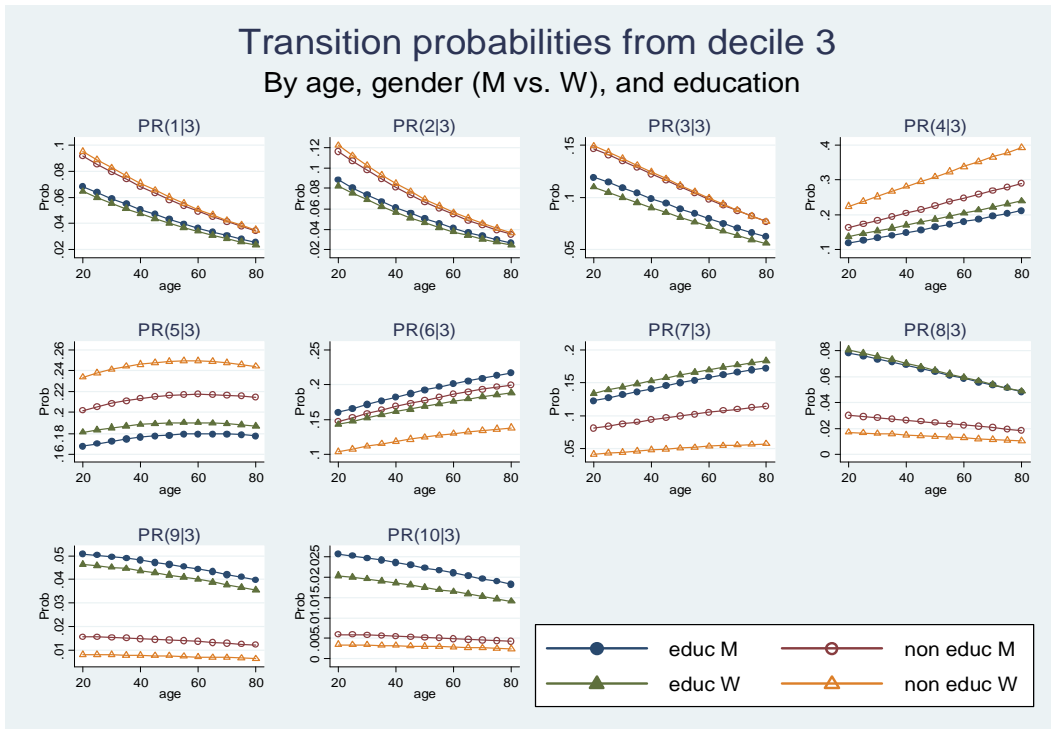 Transition probabilities from decile 3
By age, gender (M vs. W), and education
PR(1|3)
PR(2|3)
PR(3|3)
PR(4|3)
Prob
.02 .04 .06 .08 .1
20 40 60 80
age
Prob
.02 .04 .06 .08 .1 .12
20 40 60 80
age
Prob
.05 .1 .15
20 40 60 80
age
Prob
.1 .2 .3 .4
20 40 60 80
age
PR(5|3)
PR(6|3)
PR(7|3)
PR(8|3)
Prob
.16 .18 .2 .22 .24 .26
20 40 60 80
age
Prob
.1 .15 .2 .25
20 40 60 80
age
Prob
.05 .1 .15 .2
20 40 60 80
age
Prob
0 .02 .04 .06 .08
20 40 60 80
age
PR(9|3)
PR(10|3)
Prob
.01 .02 .03 .04 .05
20 40 60 80
age
Prob
0 .005 .01 .015 .02 .025
20 40 60 80
age
educ M
non educ M
educ W
non educ W